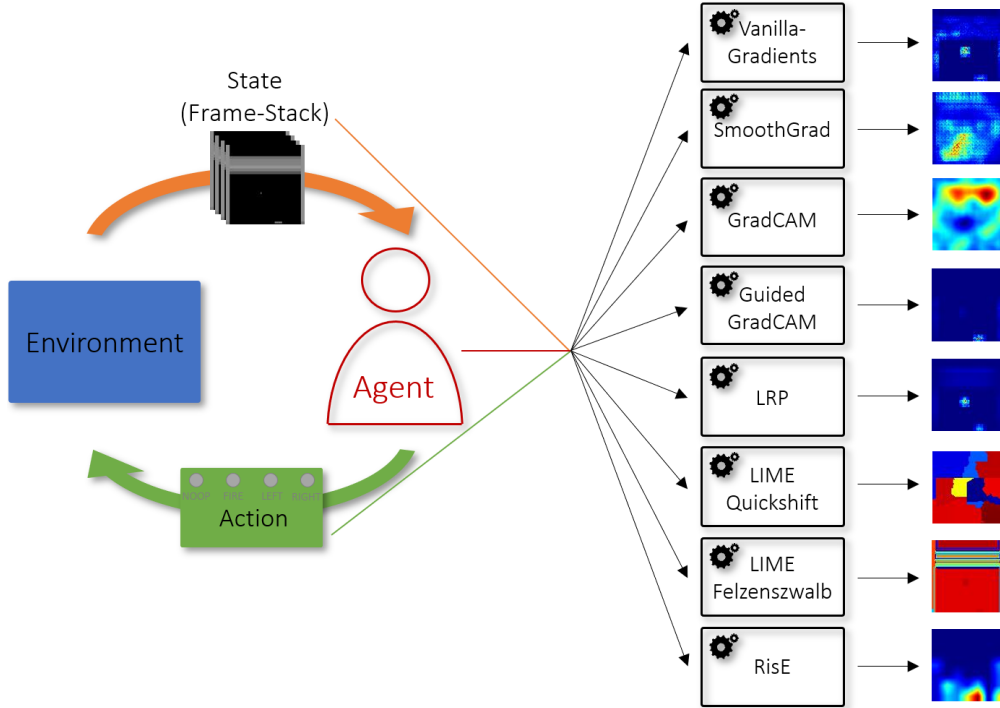 State
(Frame-Stack)
Environment
Agent
NOOP FIRE LEFT RIGHT
Action
Vanilla-
Gradients
SmoothGrad
GradCAM
Guided
GradCAM
LRP
LIME
Quickshift
LIME
Felzenszwalb
RisE